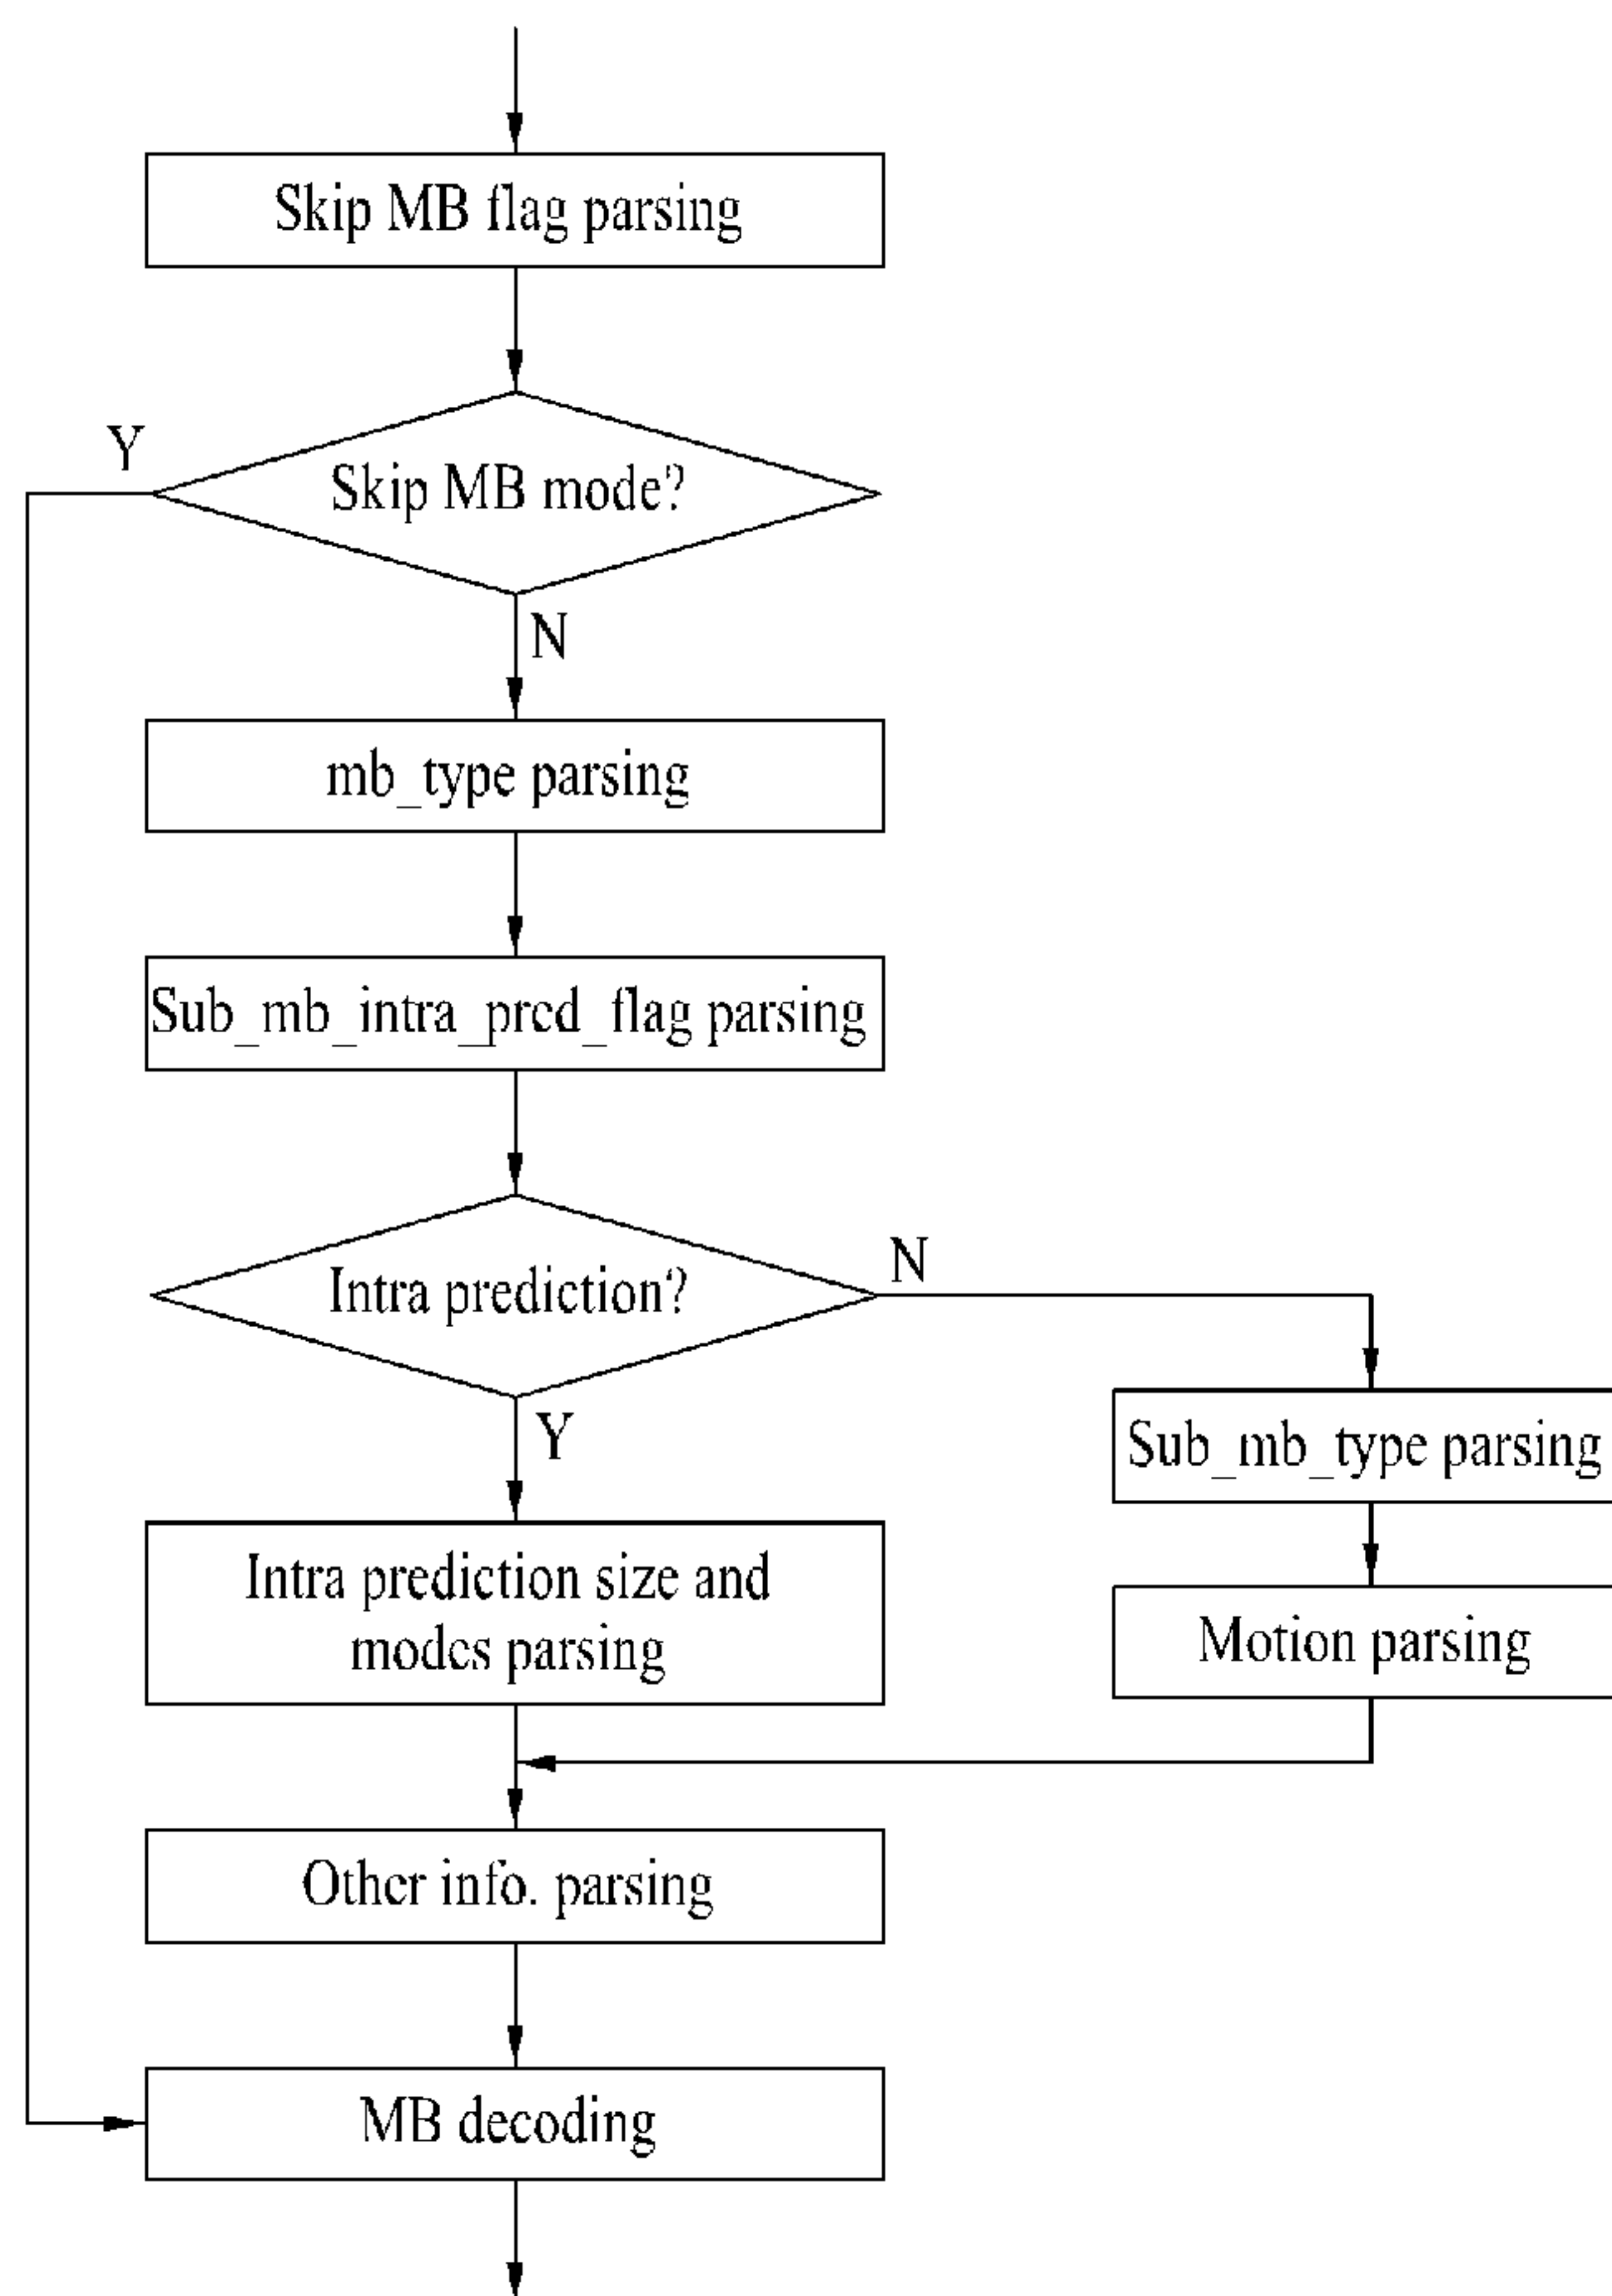 Skip MB flag parsing
Y
Skip MB mode?
N
mb_type parsing
Sub_mb_intra_pred_flag parsing
Intra prediction?
N
Y
Sub_mb_type parsing
Intra prediction size and
modes parsing
Motion parsing
Other info. parsing
MB decoding